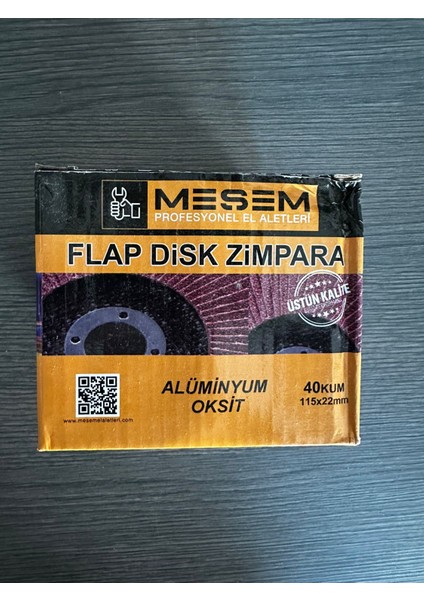 MESEM
PROFESYONEL EL ALETLERİ
FLAP DiSK ZiMPARA
ÜSTÜN KALİTE
ALÜMİNYUM
OKSİT
40KUM
115x22mm
www.mesemelaletleri.com